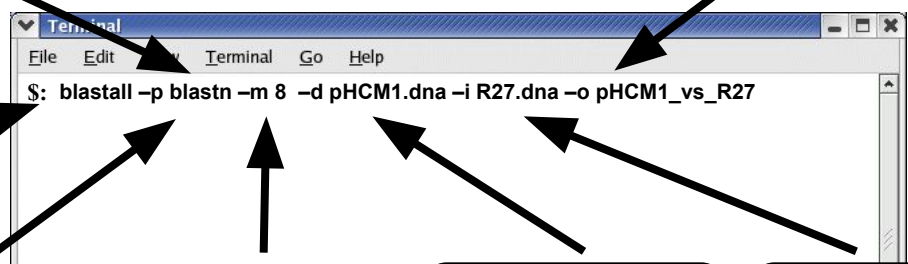 Terminal
File Edit Terminal Go Help
$: blastall –p blastn –m 8 –d pHCM1.dna –i R27.dna –o pHCM1_vs_R27